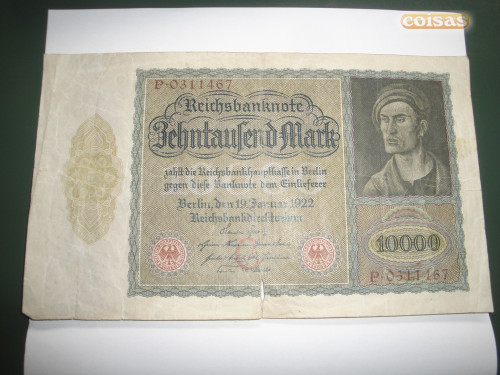 eoisas
P·0311467
Reichsbanknote
Zehntausend Mark
zahlt die Reichsbankhauptkasse in Berlin
gegen diese Banknote dem Einlieferer
Berlin, den 19. Januar 1922
Reichsbankdirektorium
10000
P·0311467